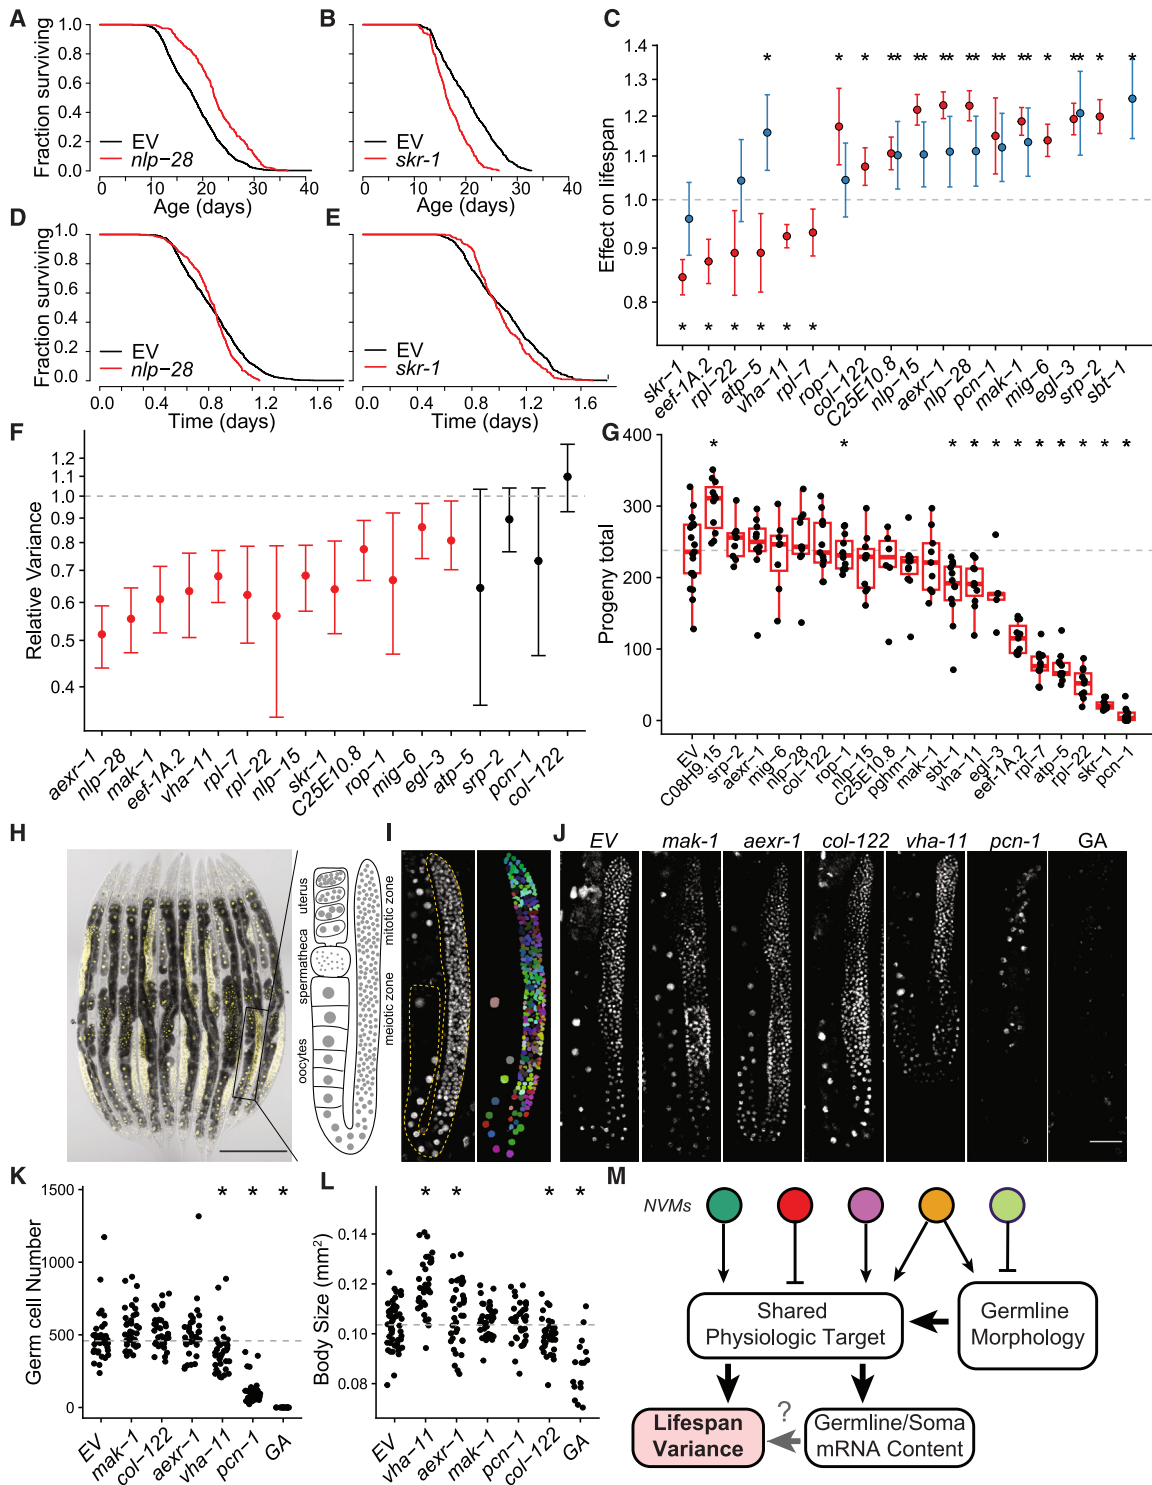 A
Fraction surviving
1.0
0.8
0.6
0.4
0.2
0.0
EV
nlp−28
0 10 20 30 40
Age (days)
B
EV
skr-1
0 10 20 30 40
Age (days)
C
Effect on lifespan
1.4
1.3
1.2
1.1
1.0
0.9
0.8
* * * ** ** ** ** ** ** * ** * *
* * * * * *
skr-1
eef-1A.2
rpl-22
atp-5
vha-11
rpl-7
rop-1
col-122
C25E10.8
nlp-15
aexr-1
nlp-28
pcn-1
mak-1
mig-6
egl-3
srp-2
sbt-1
D
Fraction surviving
1.0
0.8
0.6
0.4
0.2
0.0
EV
nlp−28
0.0 0.4 0.8 1.2 1.6
Time (days)
E
EV
skr-1
0.0 0.4 0.8 1.2 1.6
Time (days)
F
Relative Variance
1.2
1.1
1.0
0.9
0.8
0.7
0.6
0.5
0.4
aexr-1
nlp-28
mak-1
eef-1A.2
vha-11
rpl-7
rpl-22
nlp-15
skr-1
C25E10.8
rop-1
mig-6
egl-3
atp-5
srp-2
pcn-1
col-122
G
Progeny total
400
300
200
100
0
* * * * * * * * * * *
EV
C08H9.15
srp-2
aexr-1
mig-6
nlp-28
col-122
rop-1
nlp-15
C25E10.8
pghm-1
mak-1
sbt-1
vha-11
egl-3
eef-1A.2
rpl-7
atp-5
rpl-22
skr-1
pcn-1
H
uterus
spermatheca
oocytes
mitotic zone
meiotic zone
I
J
EV mak-1 aexr-1 col-122 vha-11 pcn-1 GA
K
Germ cell Number
1500
1000
500
0
* * *
EV
mak-1
col-122
aexr-1
vha-11
pcn-1
GA
L
Body Size (mm²)
0.14
0.12
0.10
0.08
* * * *
EV
vha-11
aexr-1
mak-1
pcn-1
col-122
GA
M
NVMs
Shared
Physiologic Target
Germline
Morphology
Lifespan
Variance
?
Germline/Soma
mRNA Content